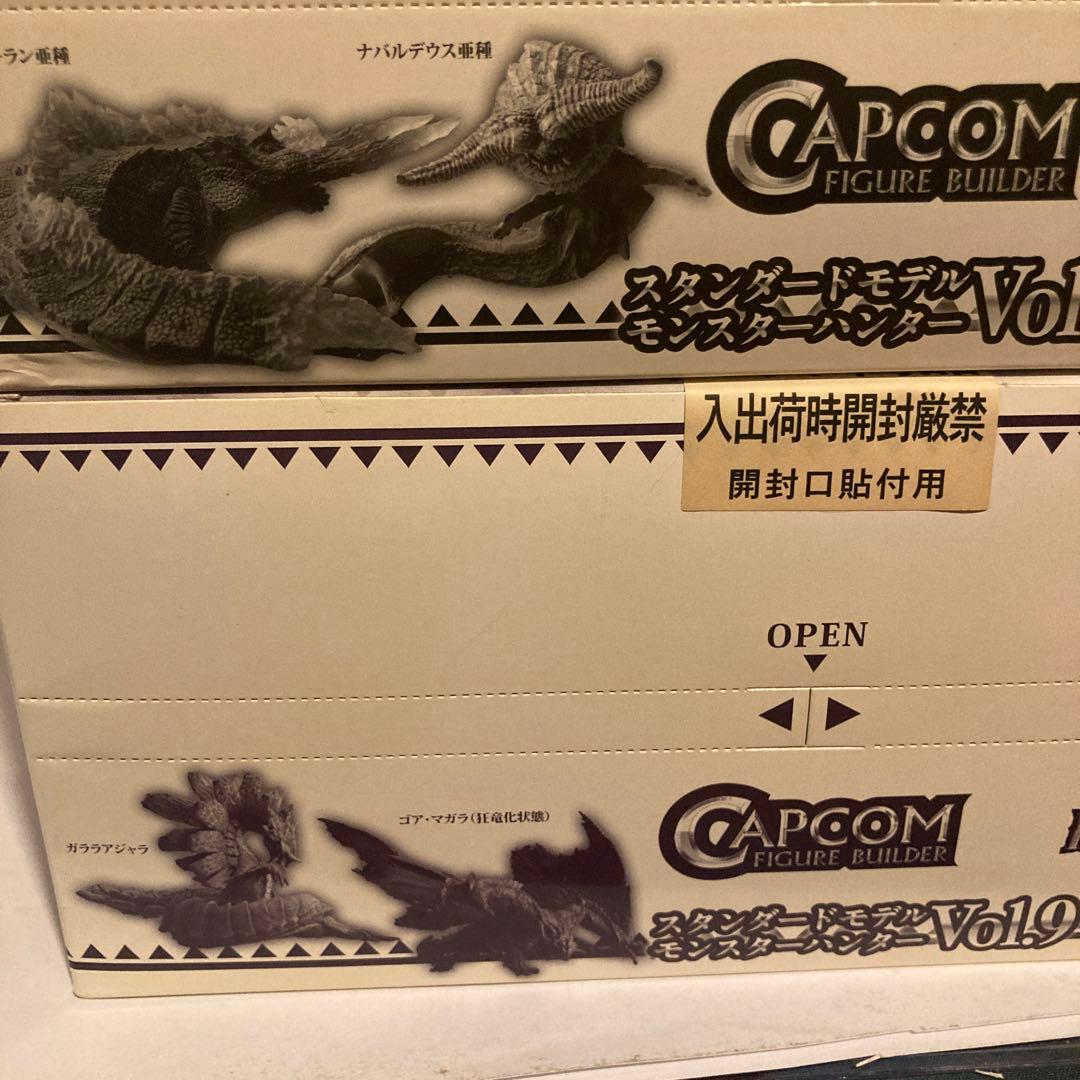 ラン亜種
ナバルデウス亜種
CAPCOM
FIGURE BUILDER
スタンダードモデル
モンスターハンター Vol
入出荷時開封厳禁
開封口貼付用
OPEN
ガララアジャラ
ゴア・マガラ(狂竜化状態)
CAPCOM
FIGURE BUILDER
スタンダードモデル
モンスターハンター Vol.9